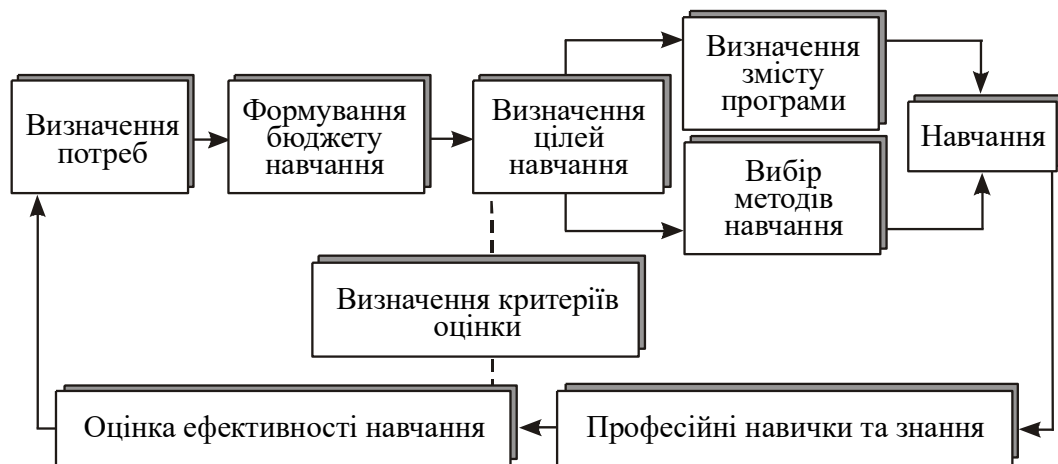 Визначення
потреб
Формування
бюджету
навчання
Визначення
цілей
навчання
Визначення
змісту
програми
Вибір
методів
навчання
Навчання
Визначення критеріїв
оцінки
Оцінка ефективності навчання
Професійні навички та знання